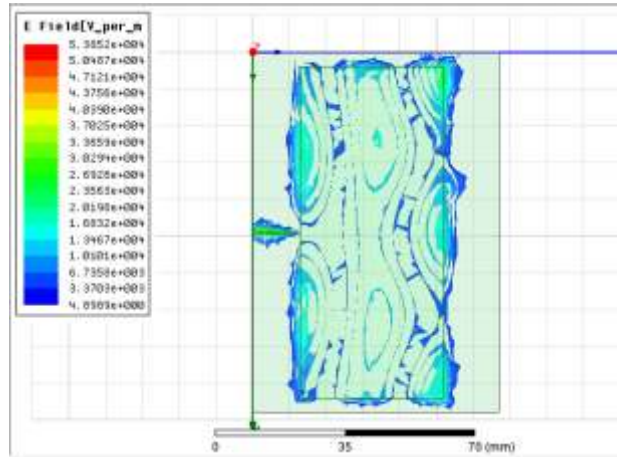 E Field[V_per_m
5.3852e+004
5.0487e+004
4.7121e+004
4.3756e+004
4.0390e+004
3.7025e+004
3.3659e+004
3.0294e+004
2.6928e+004
2.3563e+004
2.0198e+004
1.6832e+004
1.3467e+004
1.0101e+004
6.7358e+003
3.3703e+003
4.8989e+000
0
35
70 (mm)